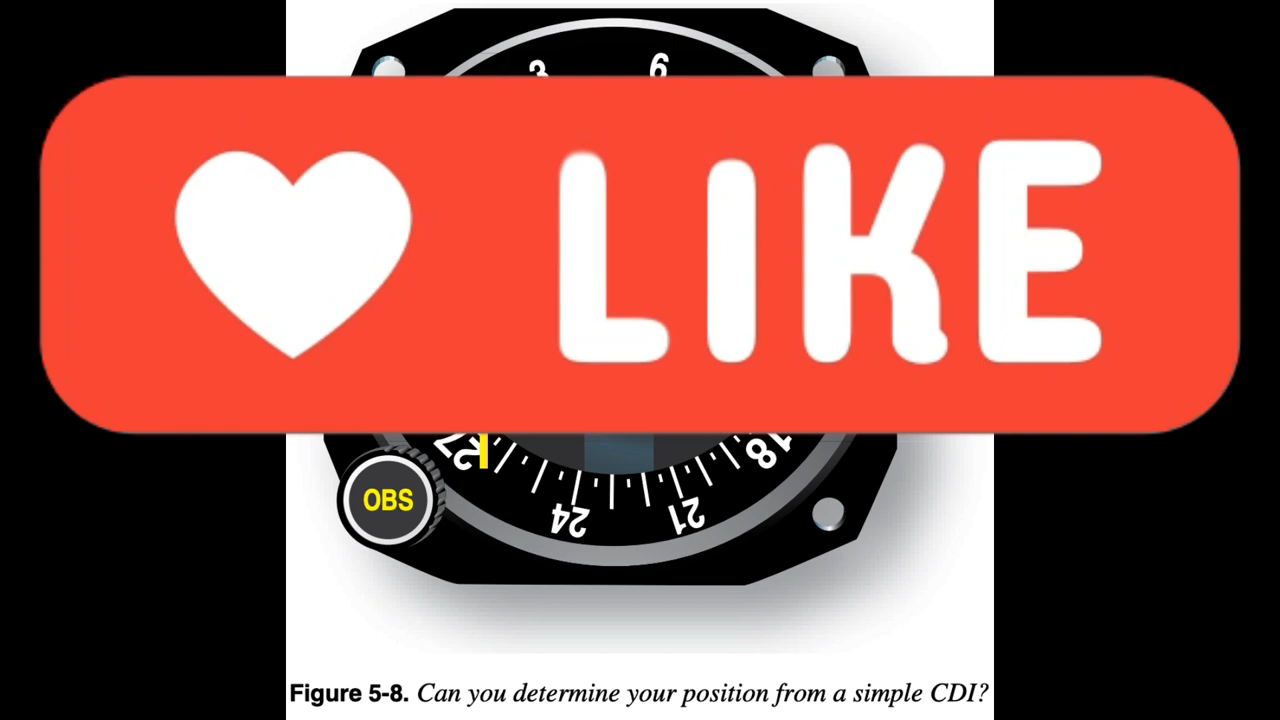 3 6
LIKE
27 18
OBS
24 21
Figure 5-8. Can you determine your position from a simple CDI?